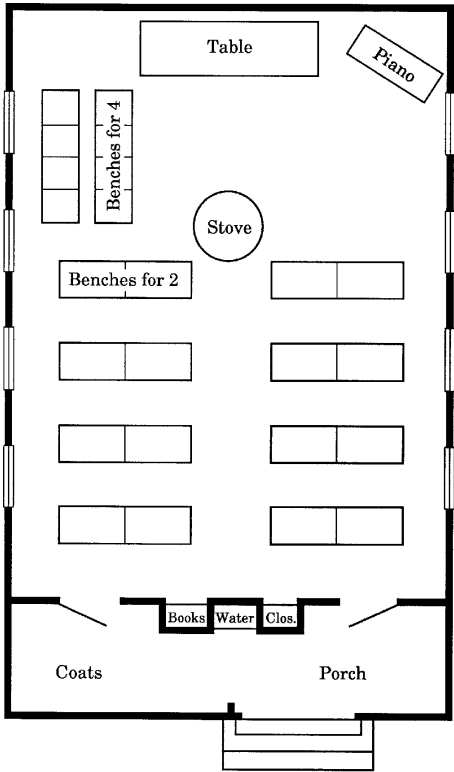 Table
Piano
Benches for 4
Stove
Benches for 2
Books
Water
Clos.
Coats
Porch